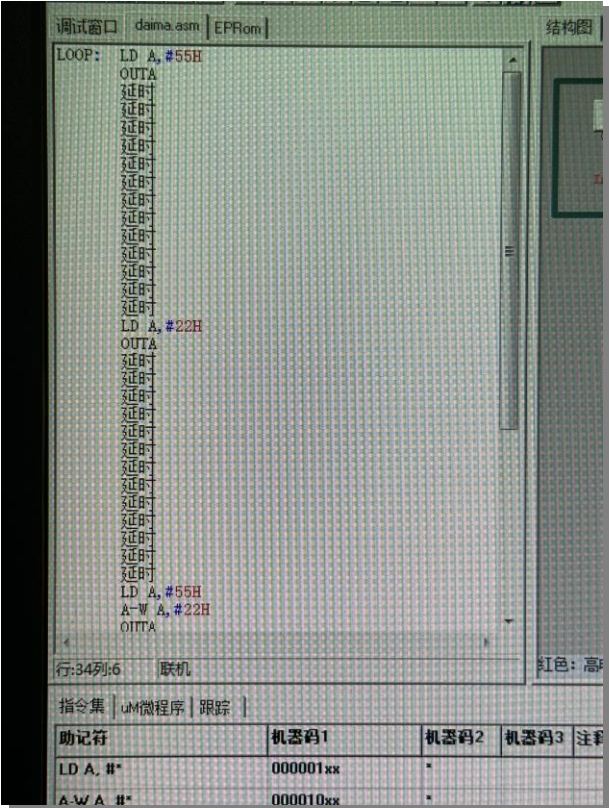 调试窗口 daima.asm EPRom 结构图
LOOP: LD A,#55H
OUTA
延时
延时
延时
延时
延时
延时
延时
延时
延时
延时
延时
延时
延时
LD A,#22H
OUTA
延时
延时
延时
延时
延时
延时
延时
延时
延时
延时
延时
延时
延时
LD A,#55H
A-W A,#22H
OUTA
行:34列:6 联机
红色: 高
指令集 uM微程序 跟踪
助记符 机器码1 机器码2 机器码3 注释
LD A, #* 000001xx *
A-W A, #* 000010xx *